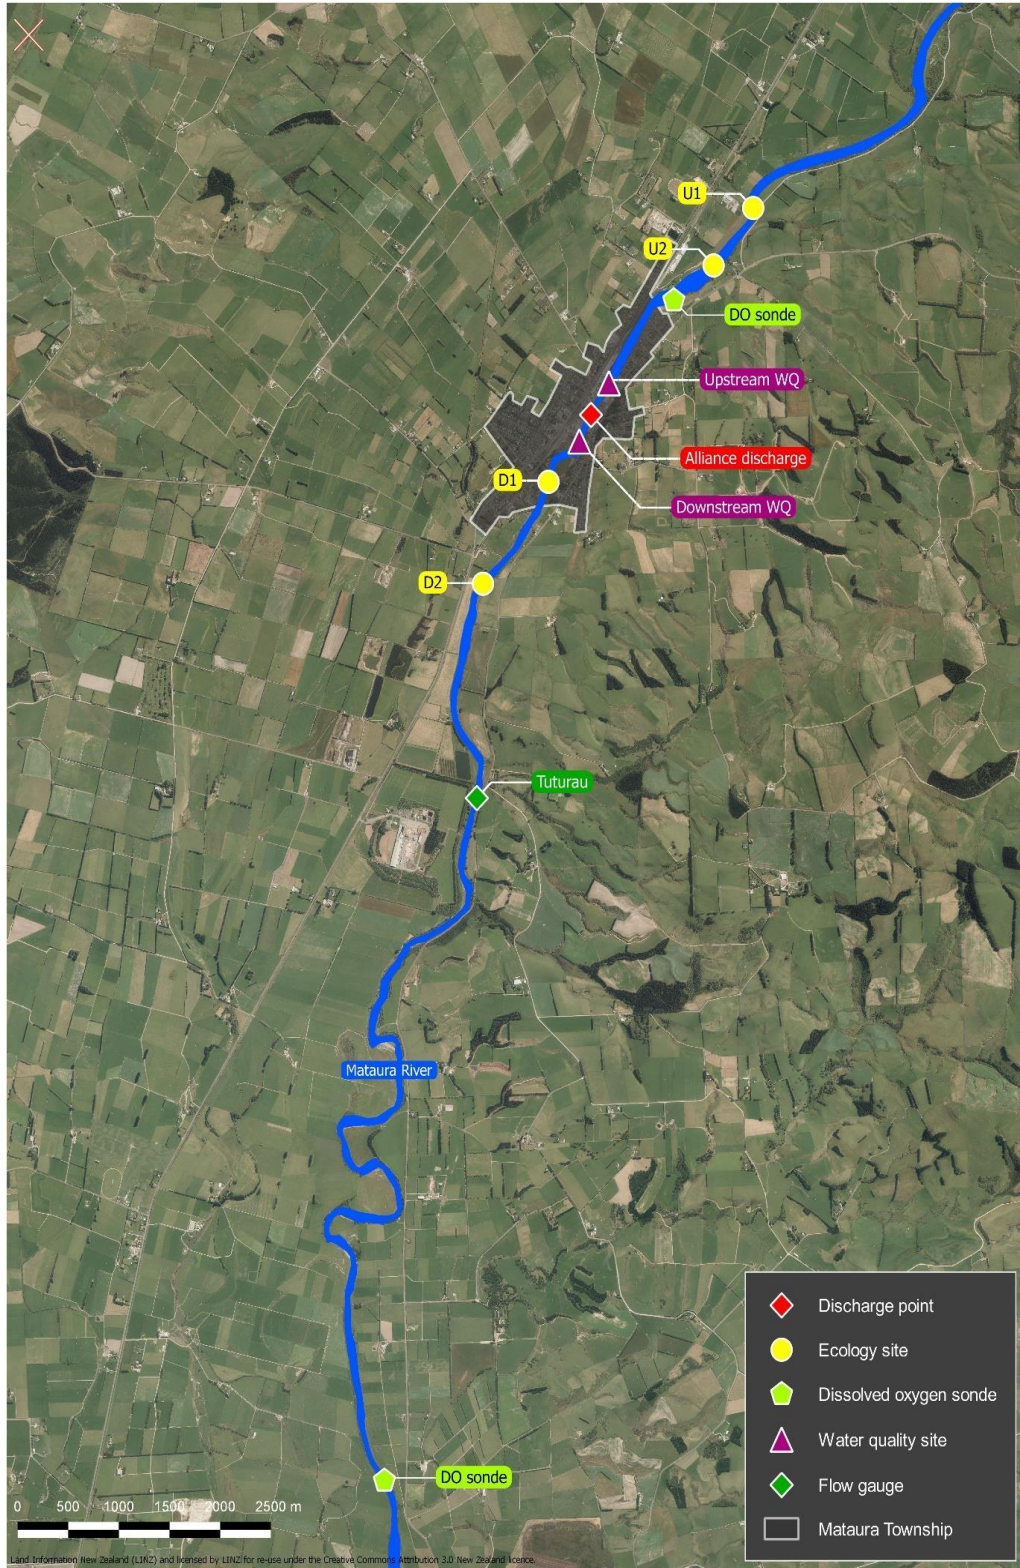 U1
U2
DO sonde
Upstream WQ
Alliance discharge
D1
Downstream WQ
D2
Tuturau
Mataura River
Discharge point
Ecology site
Dissolved oxygen sonde
Water quality site
Flow gauge
Mataura Township
DO sonde
0 500 1000 1500 2000 2500 m
Land Information New Zealand (LINZ) and licensed by LINZ for re-use under the Creative Commons Attribution 3.0 New Zealand licence.